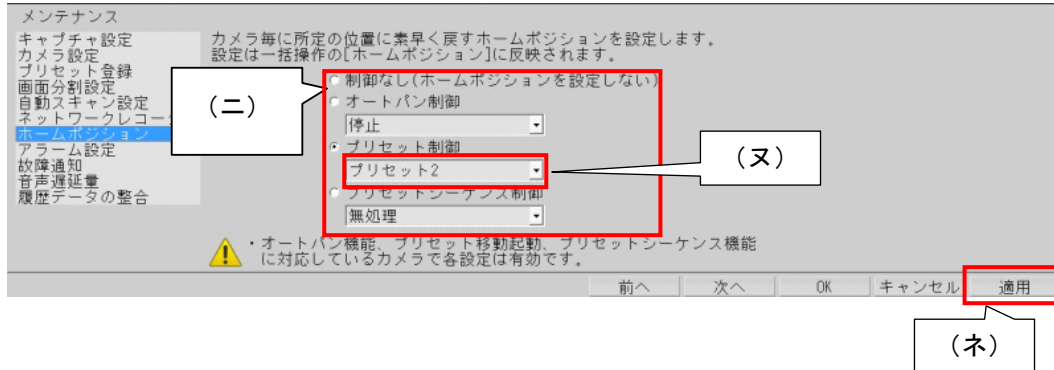 メンテナンス
キャプチャ設定
カメラ設定
プリセット登録
画面分割設定
自動スキャン設定
ネットワークレコー
ホームポジション
アラーム設定
故障通知
音声遅延量
履歴データの整合
カメラ毎に所定の位置に素早く戻すホームポジションを設定します。
設定は一括操作の[ホームポジション]に反映されます。
制御なし(ホームポジションを設定しない)
オートパン制御
停止
プリセット制御
プリセット2
プリセットシーケンス制御
無処理
・オートパン機能、プリセット移動起動、プリセットシーケンス機能
に対応しているカメラで各設定は有効です。
前へ 次へ OK キャンセル 適用
(ニ)
(ヌ)
(ネ)